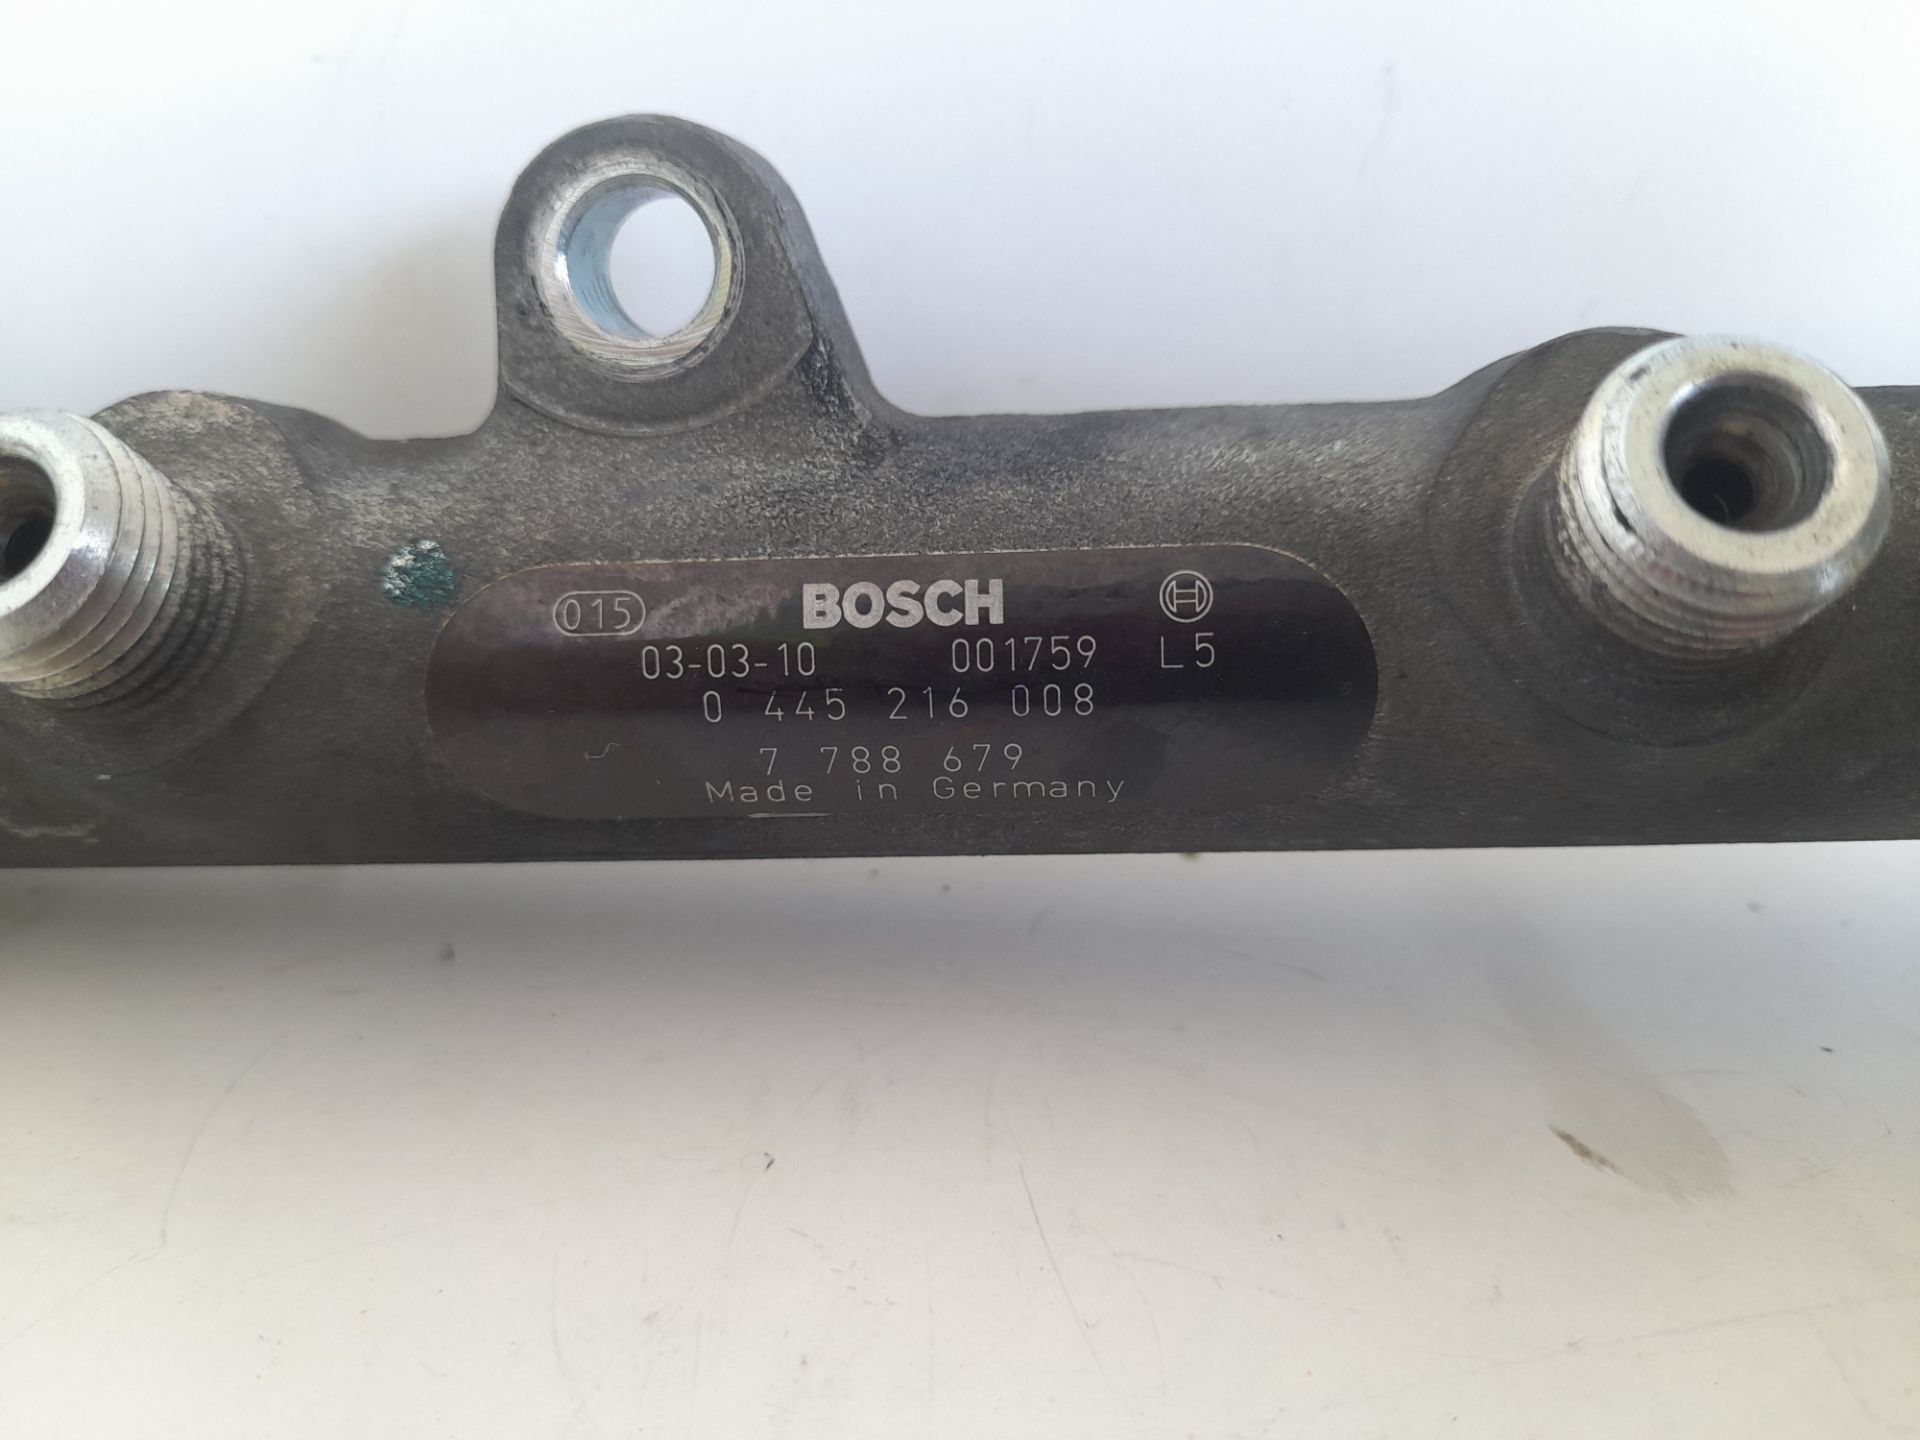 015 BOSCH
03-03-10 001759 L5
0 445 216 008
7 788 679
Made in Germany